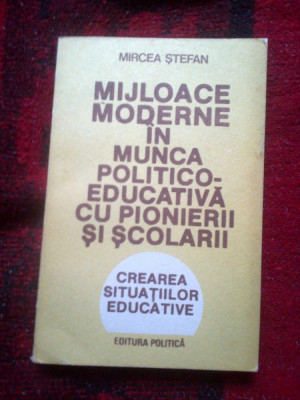 MIRCEA ȘTEFAN
MIJLOACE
MODERNE
ÎN
MUNCA
POLITICO-
EDUCATIVĂ
CU PIONIERII
ȘI ȘCOLARII
CREAREA
SITUAȚIILOR
EDUCATIVE
EDITURA POLITICĂ